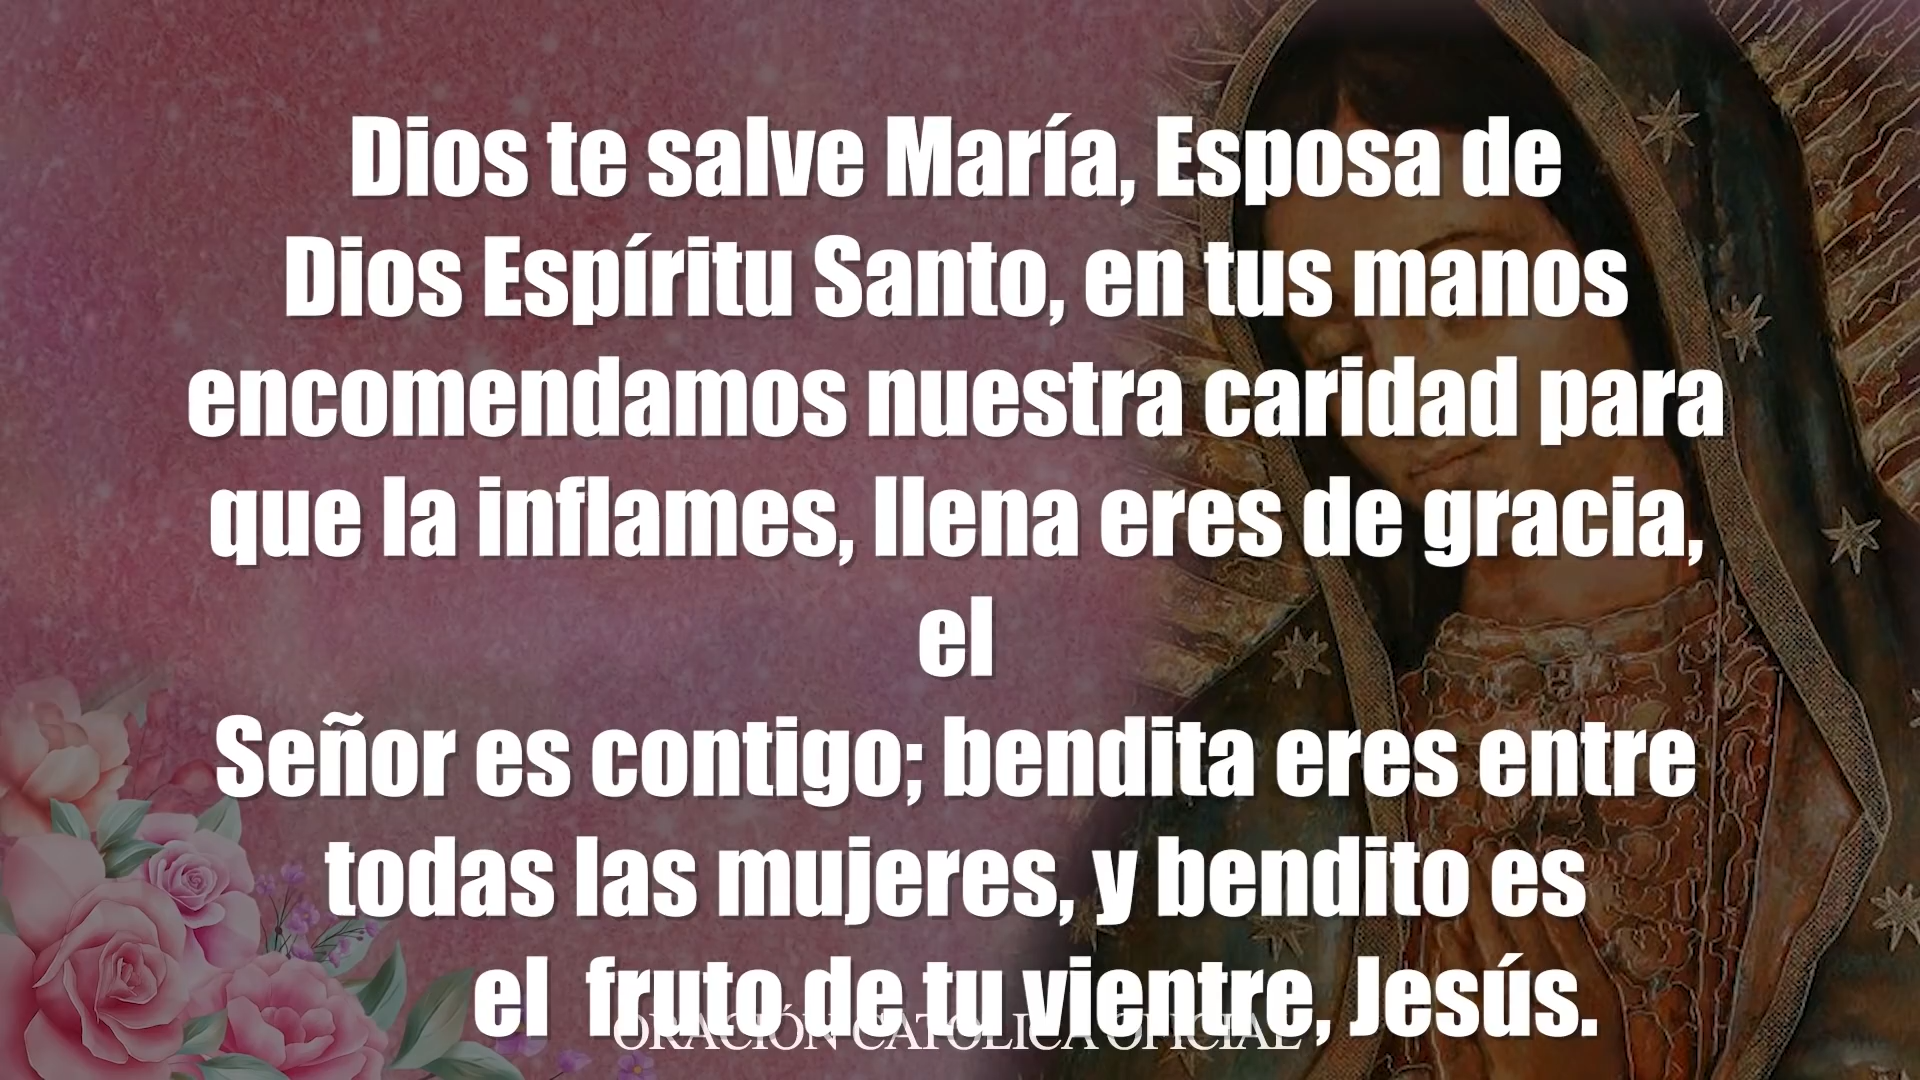 Dios te salve María, Esposa de
Dios Espíritu Santo, en tus manos
encomendamos nuestra caridad para
que la inflames, llena eres de gracia,
el
Señor es contigo; bendita eres entre
todas las mujeres, y bendito es
el fruto de tu vientre, Jesús.
ORACIÓN CATOLICA OFICIAL